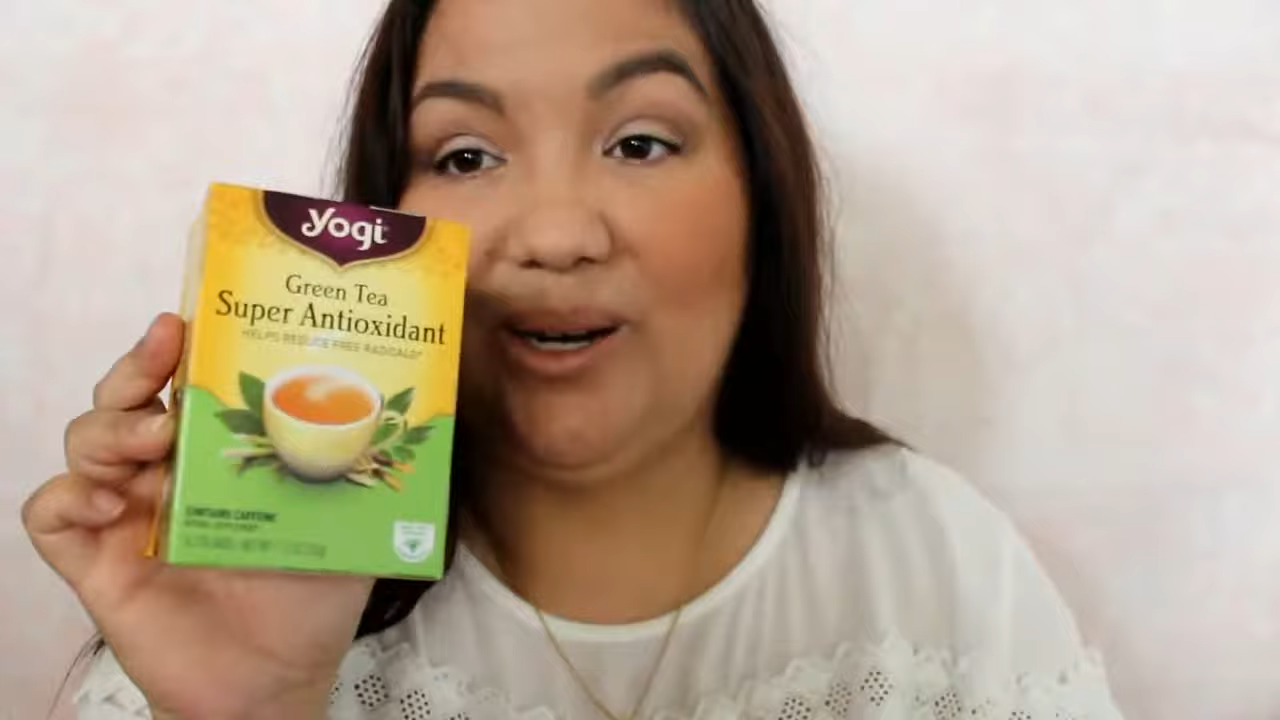 yogi
Green Tea
Super Antioxidant
HELPS REDUCE FREE RADICALS*
CONTAINS CAFFEINE